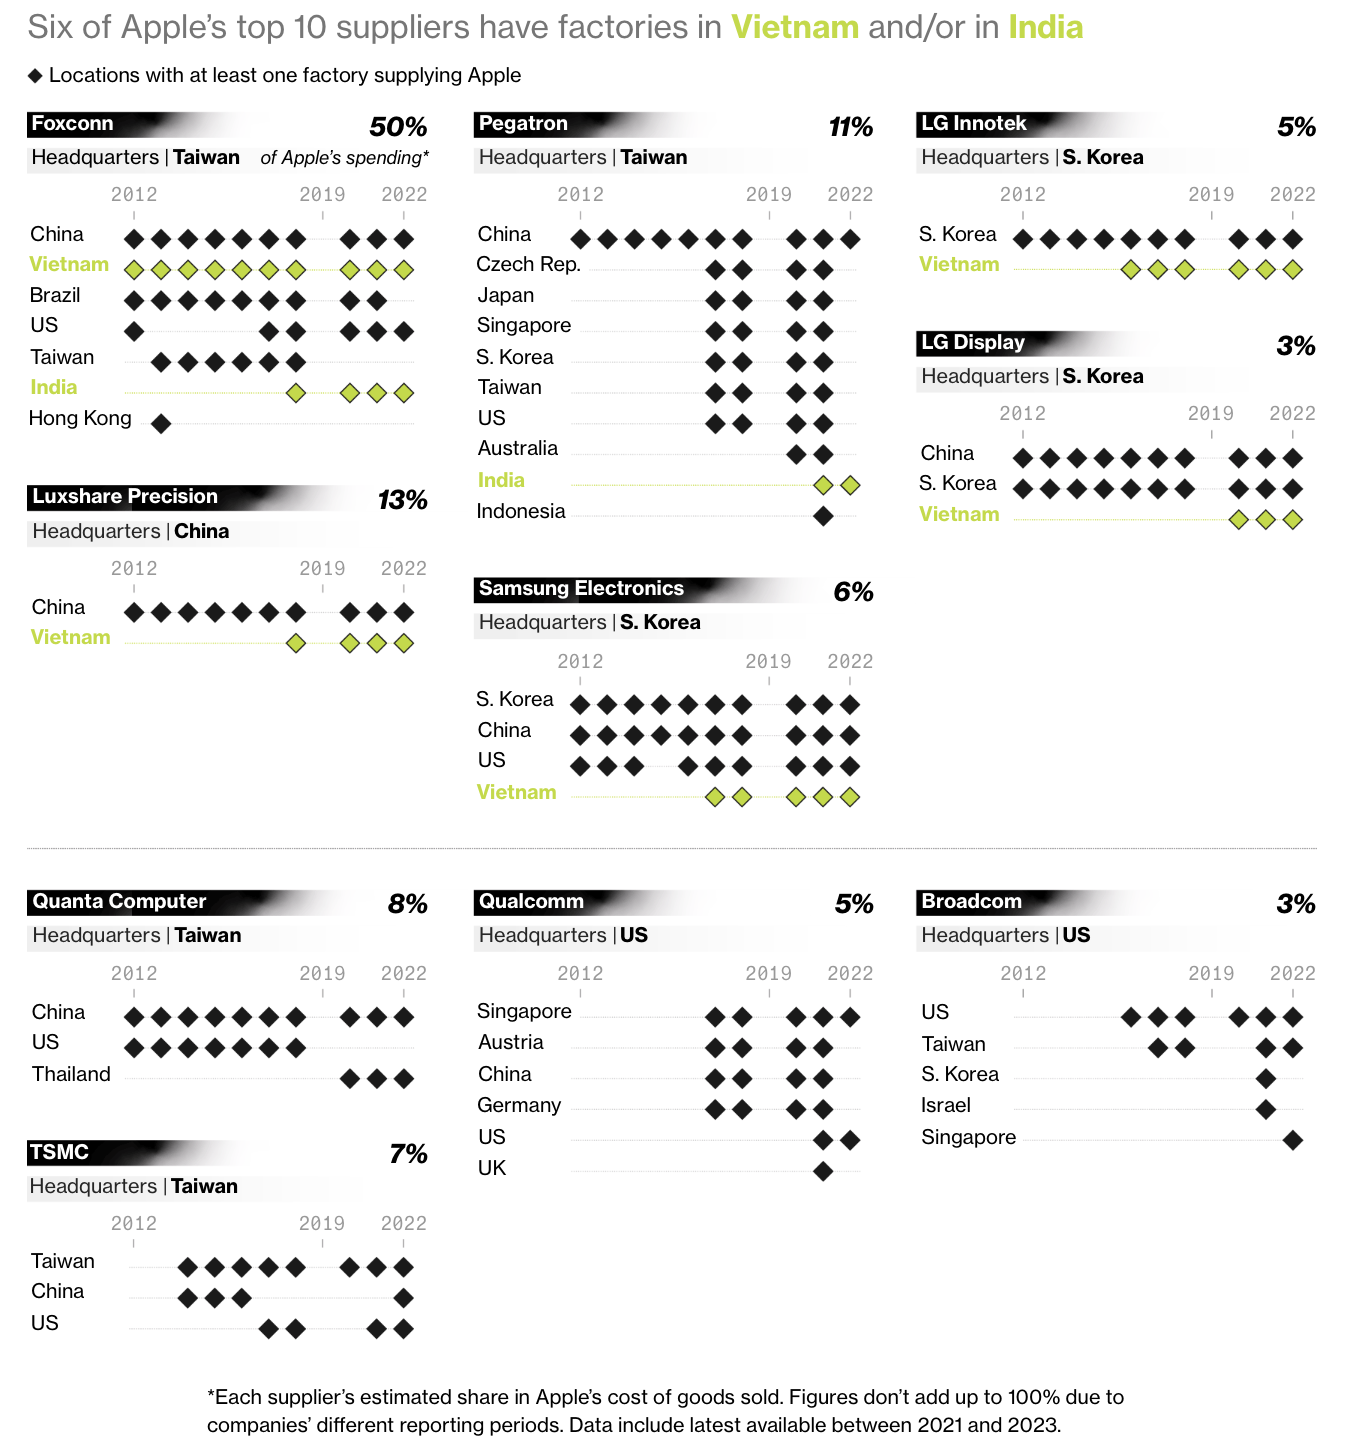 Six of Apple's top 10 suppliers have factories in Vietnam and/or in India
Locations with at least one factory supplying Apple
Foxconn 50%
Headquarters | Taiwan of Apple's spending*
2012 2019 2022
China
Vietnam
Brazil
US
Taiwan
India
Hong Kong
Luxshare Precision 13%
Headquarters | China
2012 2019 2022
China
Vietnam
Pegatron 11%
Headquarters | Taiwan
2012 2019 2022
China
Czech Rep.
Japan
Singapore
S. Korea
Taiwan
US
Australia
India
Indonesia
Samsung Electronics 6%
Headquarters | S. Korea
2012 2019 2022
S. Korea
China
US
Vietnam
LG Innotek 5%
Headquarters | S. Korea
2012 2019 2022
S. Korea
Vietnam
LG Display 3%
Headquarters | S. Korea
2012 2019 2022
China
S. Korea
Vietnam
Quanta Computer 8%
Headquarters | Taiwan
2012 2019 2022
China
US
Thailand
TSMC 7%
Headquarters | Taiwan
2012 2019 2022
Taiwan
China
US
Qualcomm 5%
Headquarters | US
2012 2019 2022
Singapore
Austria
China
Germany
US
UK
Broadcom 3%
Headquarters | US
2012 2019 2022
US
Taiwan
S. Korea
Israel
Singapore
*Each supplier's estimated share in Apple's cost of goods sold. Figures don't add up to 100% due to
companies' different reporting periods. Data include latest available between 2021 and 2023.